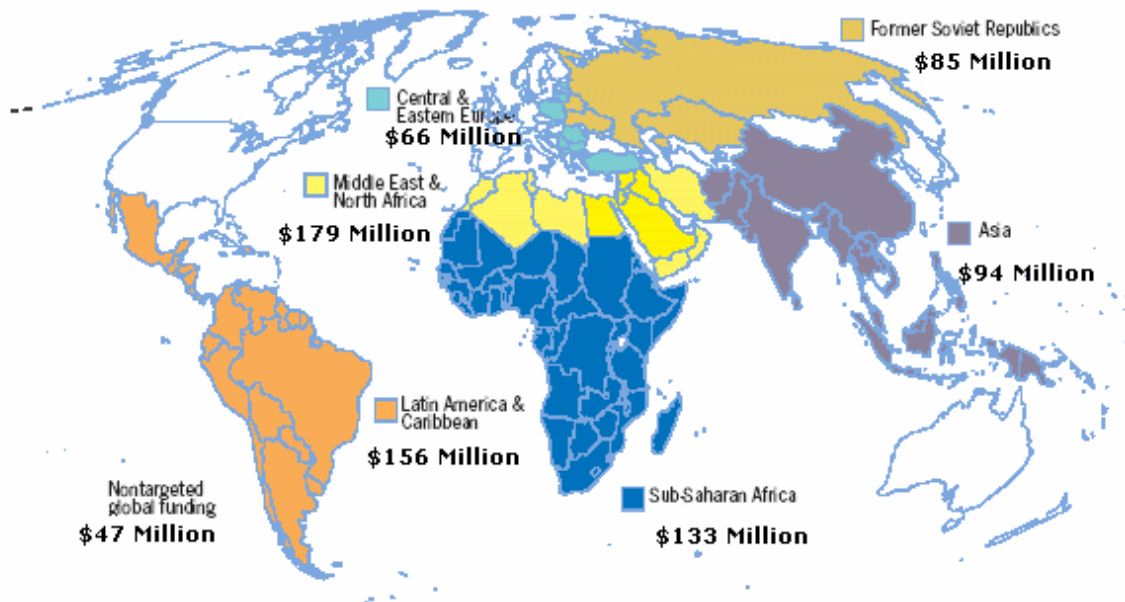 Former Soviet Republics
$85 Million
Central &
Eastern Europe
$66 Million
Middle East &
North Africa
$179 Million
Asia
$94 Million
Latin America &
Caribbean
$156 Million
Nontargeted
global funding
$47 Million
Sub-Saharan Africa
$133 Million